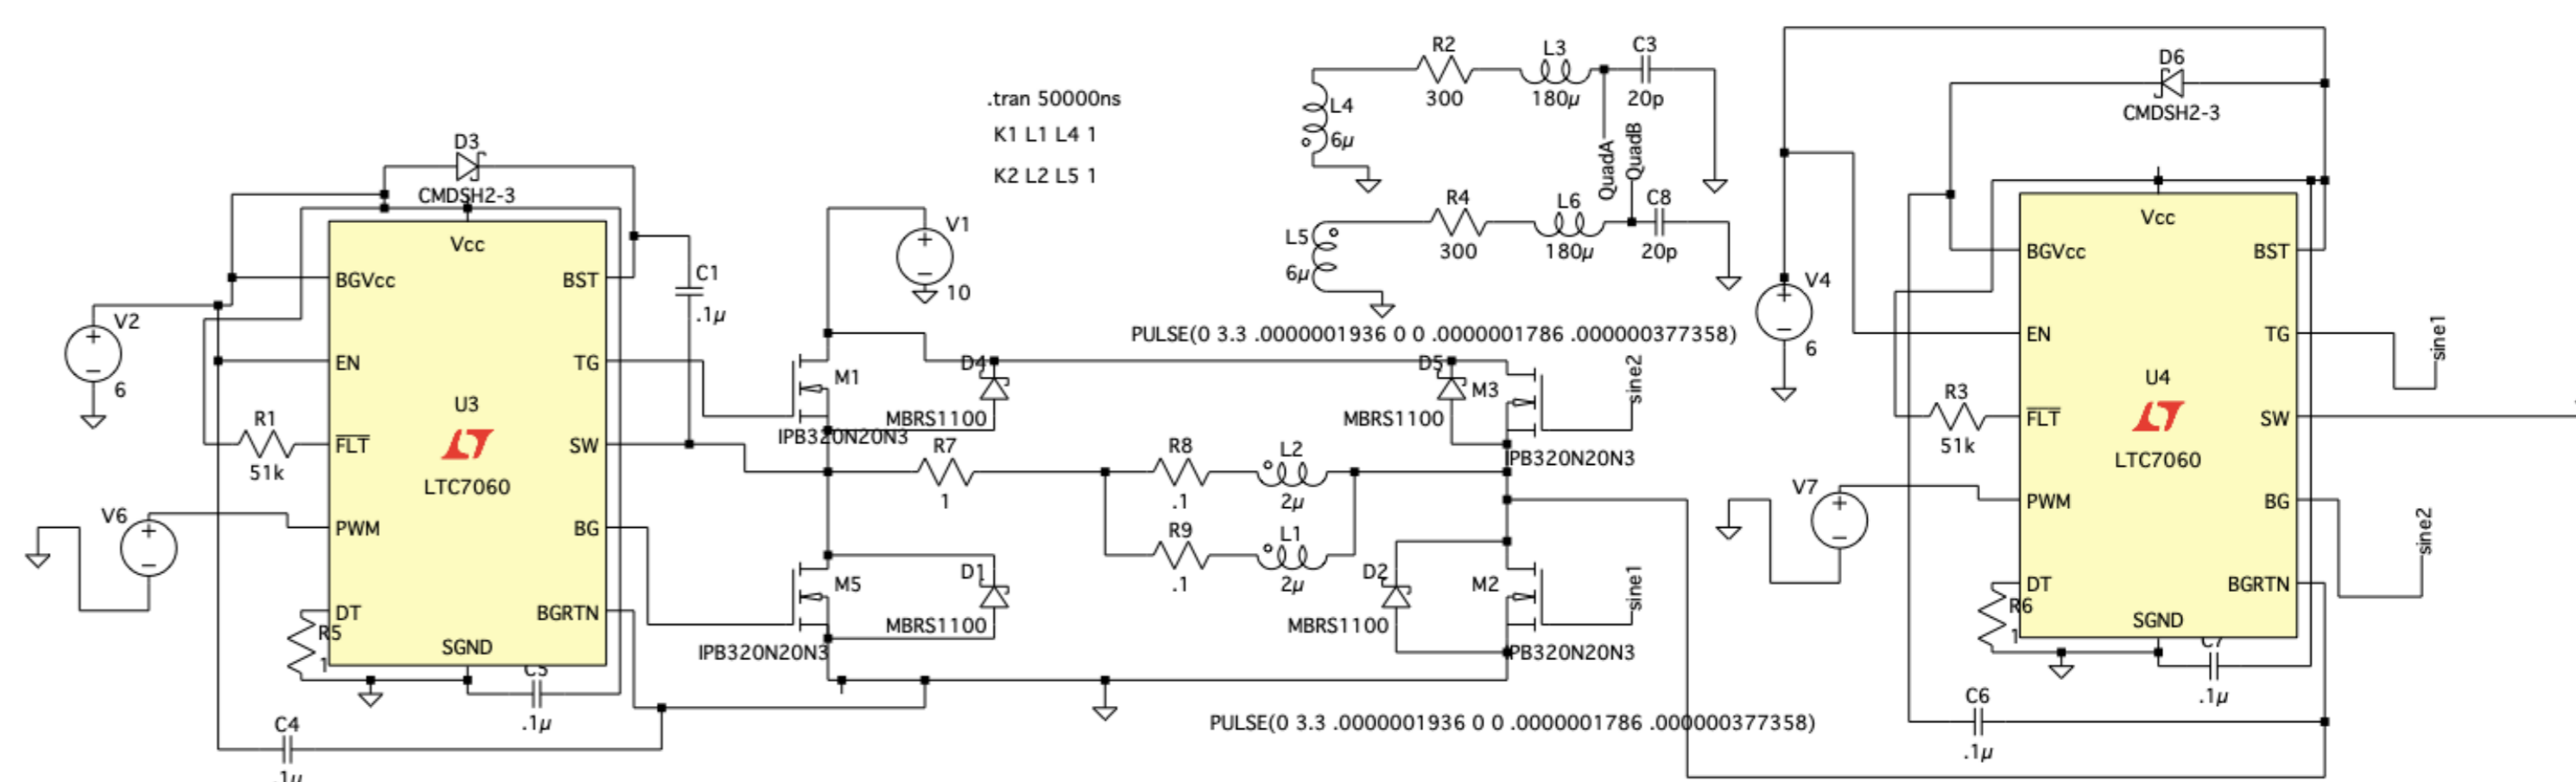 .tran 50000ns
K1 L1 L4 1
K2 L2 L5 1
D3
CMDSH2-3
V2
6
V6
R1
51k
Vcc
BGVcc
BST
EN
TG
U3
FLT
SW
LTC7060
PWM
BG
DT
BGRTN
SGND
R5
1
C5
.1µ
C4
.1µ
C1
.1µ
V1
10
M1
IPB320N20N3
D4
MBRS1100
M5
IPB320N20N3
D1
MBRS1100
R7
1
R8
.1
L2
2µ
R9
.1
L1
2µ
R2
300
L3
180µ
C3
20p
L4
6µ
QuadA
QuadB
R4
300
L6
180µ
C8
20p
L5
6µ
PULSE(0 3.3 .0000001936 0 0 .0000001786 .000000377358)
D5
MBRS1100
M3
PB320N20N3
sine2
D2
MBRS1100
M2
PB320N20N3
sine1
PULSE(0 3.3 .0000001936 0 0 .0000001786 .000000377358)
V4
6
V7
D6
CMDSH2-3
R3
51k
Vcc
BGVcc
BST
EN
TG
U4
FLT
SW
LTC7060
PWM
BG
DT
BGRTN
SGND
R6
1
C7
.1µ
C6
.1µ
sine1
sine2